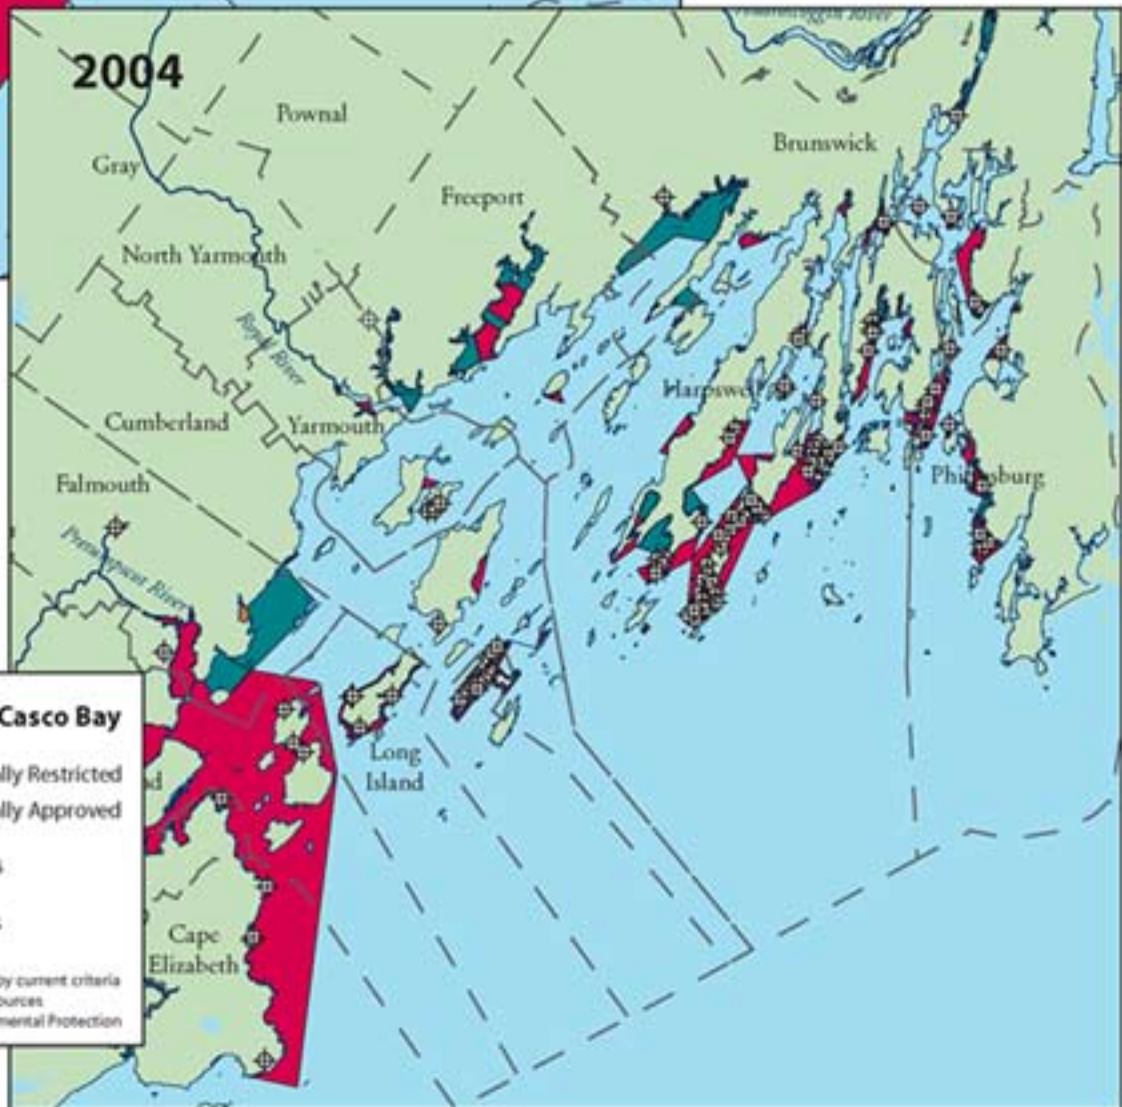 2004
Pownal
Brunswick
Gray
Freeport
North Yarmouth
Royal River
Harpswell
Cumberland
Yarmouth
Falmouth
Phippsburg
Presumpscot River
Casco Bay
lly Restricted
lly Approved
Long
Island
d
s
s
Cape
Elizabeth
by current criteria
ources
mental Protection